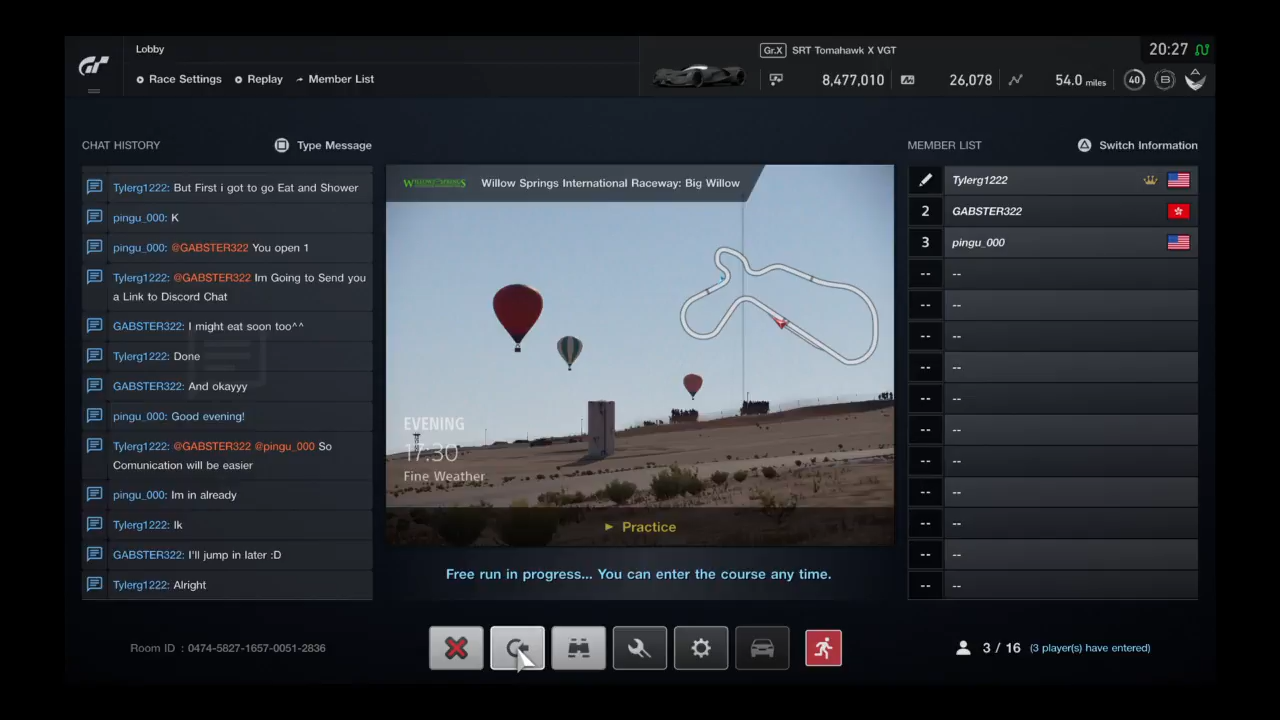 Lobby
Race Settings Replay Member List
Gr.X SRT Tomahawk X VGT
20:27
8,477,010 26,078 54.0 miles 40 B
CHAT HISTORY Type Message
Tylerg1222: But First i got to go Eat and Shower
pingu_000: K
pingu_000: @GABSTER322 You open 1
Tylerg1222: @GABSTER322 Im Going to Send you
a Link to Discord Chat
GABSTER322: I might eat soon too^^
Tylerg1222: Done
GABSTER322: And okayyy
pingu_000: Good evening!
Tylerg1222: @GABSTER322 @pingu_000 So
Comunication will be easier
pingu_000: Im in already
Tylerg1222: Ik
GABSTER322: I'll jump in later :D
Tylerg1222: Alright
WILLOW SPRINGS Willow Springs International Raceway: Big Willow
EVENING
17:30
Fine Weather
Practice
Free run in progress... You can enter the course any time.
MEMBER LIST Switch Information
Tylerg1222
2 GABSTER322
3 pingu_000
-- --
-- --
-- --
-- --
-- --
-- --
-- --
-- --
-- --
-- --
-- --
Room ID : 0474-5827-1657-0051-2836
3 / 16 (3 player(s) have entered)